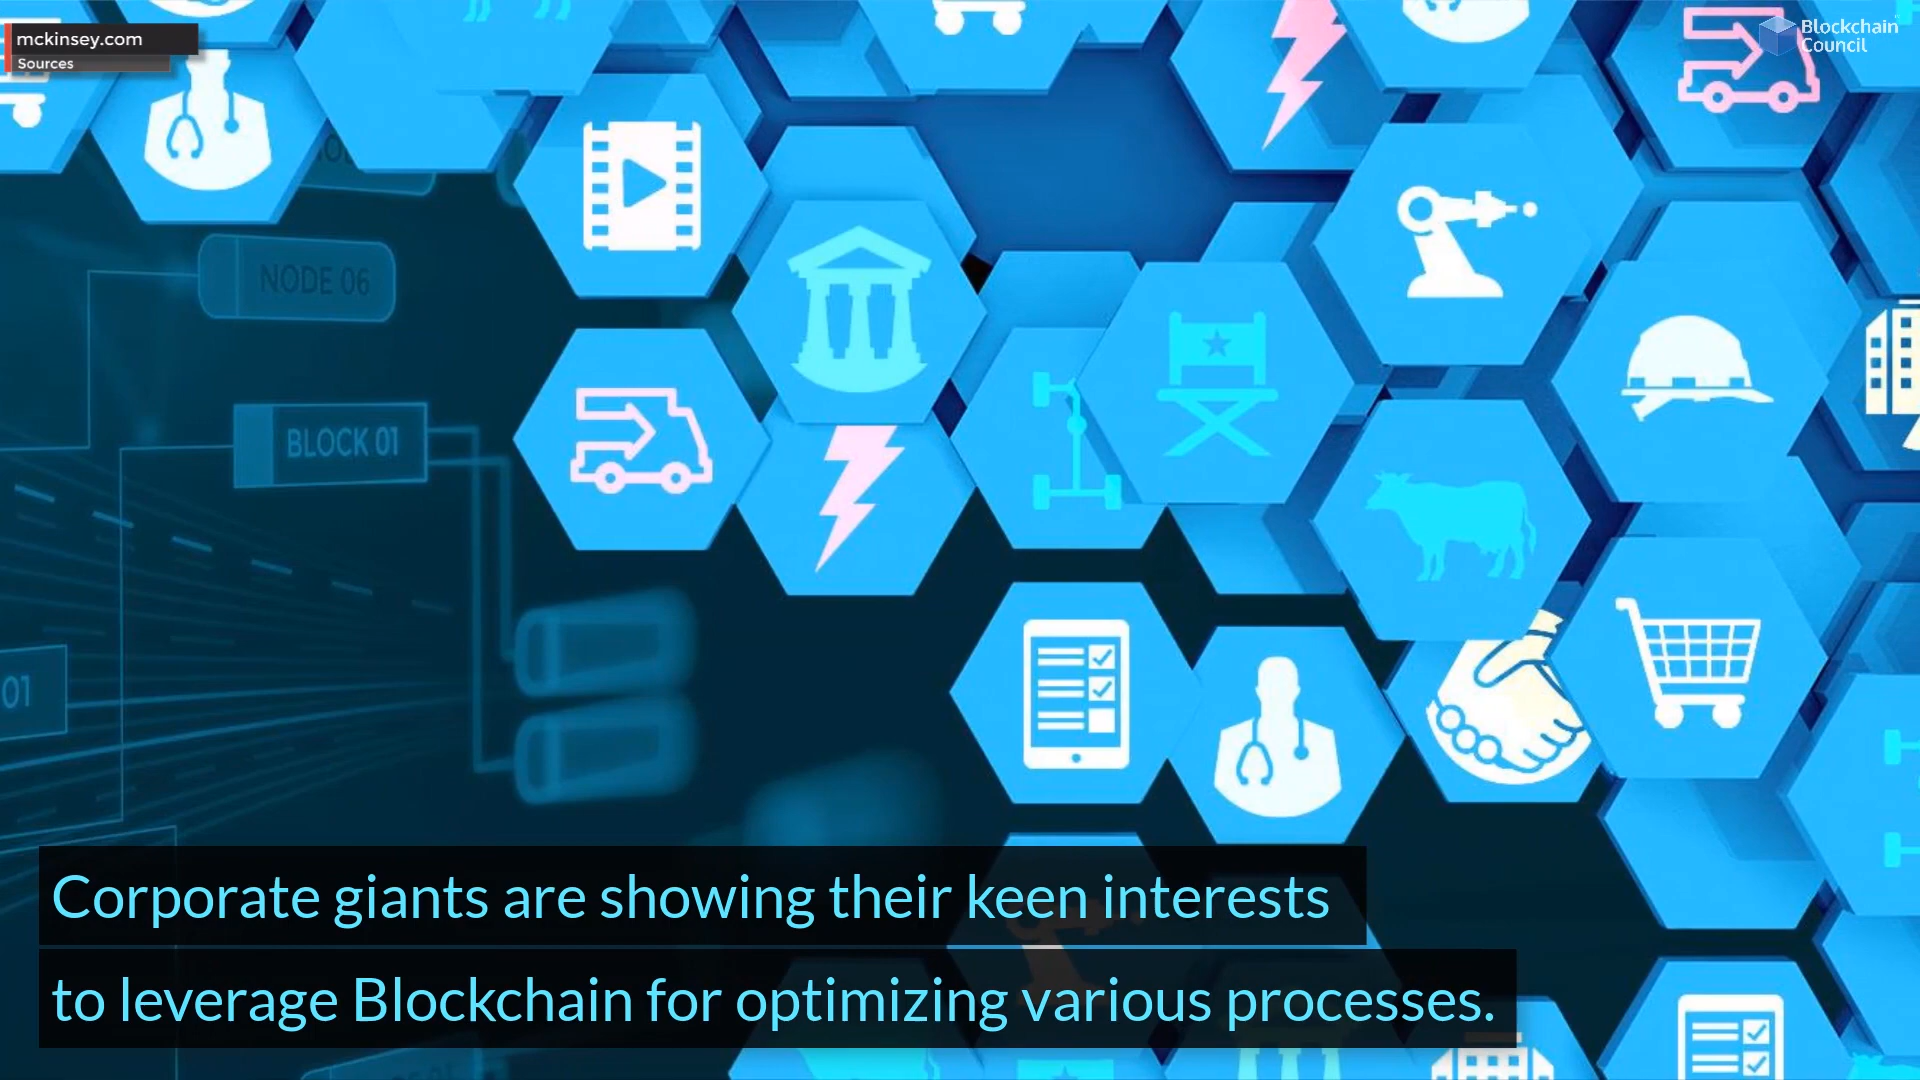 mckinsey.com
Sources
Blockchain
Council
NODE 06
BLOCK 01
01
Corporate giants are showing their keen interests
to leverage Blockchain for optimizing various processes.